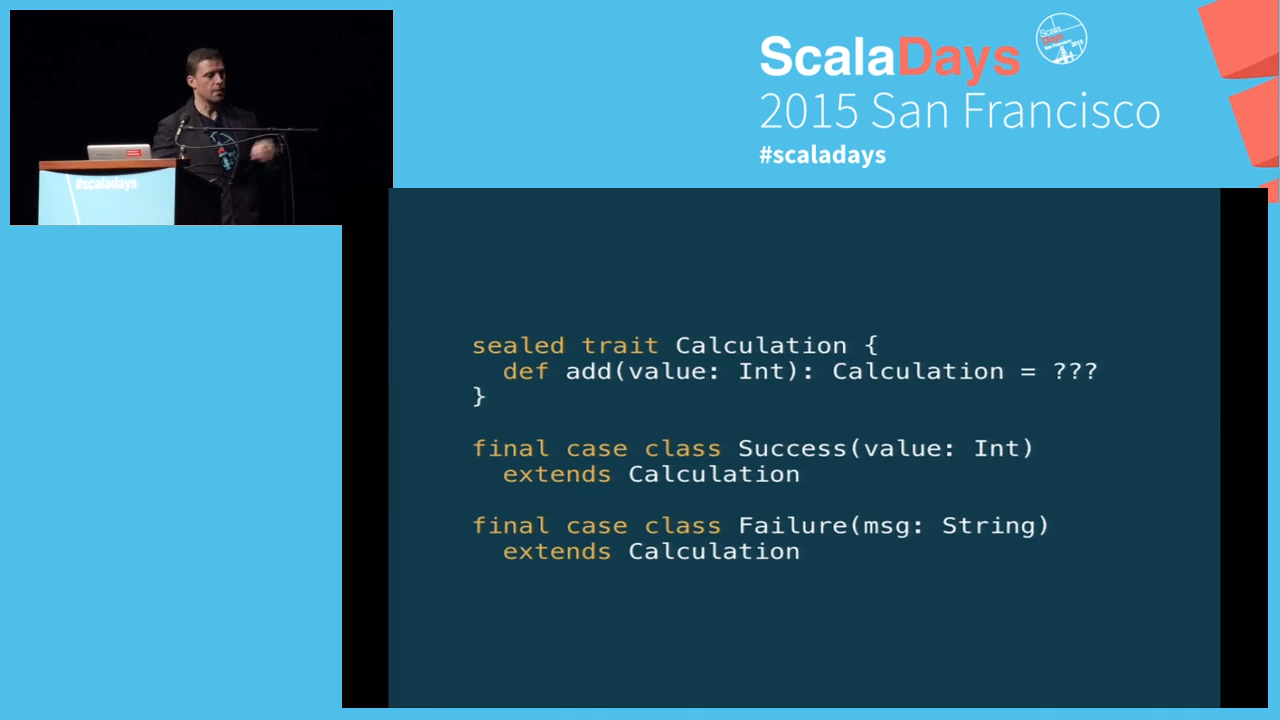 ScalaDays
2015 San Francisco
#scaladays
#scaladays
sealed trait Calculation {
  def add(value: Int): Calculation = ???
}
final case class Success(value: Int)
  extends Calculation
final case class Failure(msg: String)
  extends Calculation